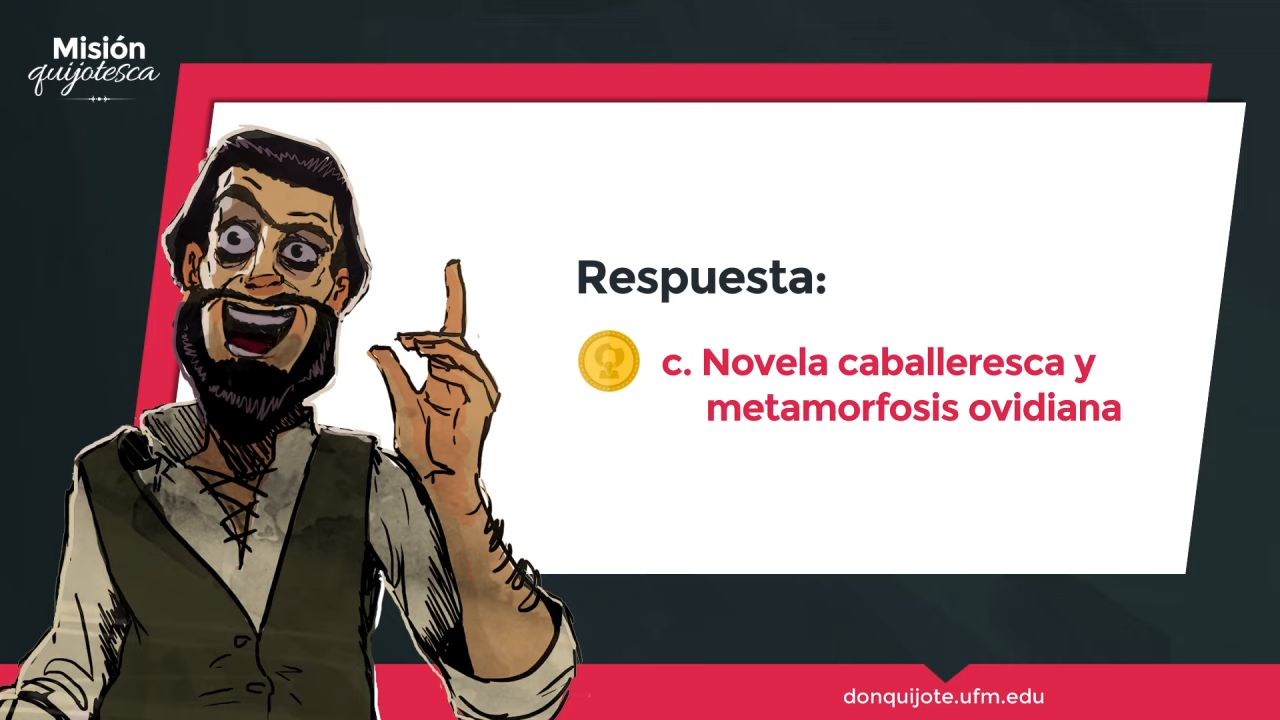 Misión
quijotesca
Respuesta:
c. Novela caballeresca y
metamorfosis ovidiana
donquijote.ufm.edu